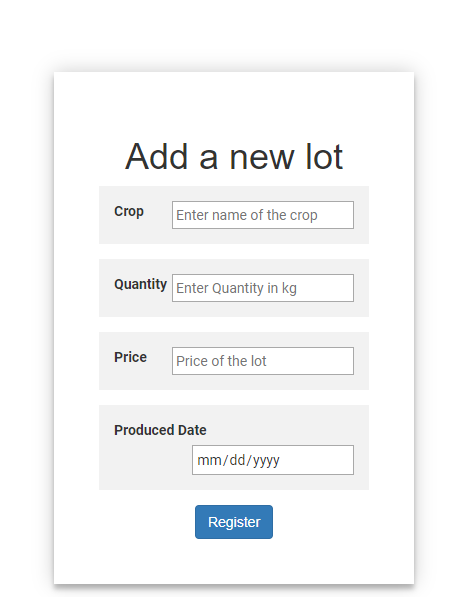 Add a new lot
Crop Enter name of the crop
Quantity Enter Quantity in kg
Price Price of the lot
Produced Date
mm/dd/yyyy
Register